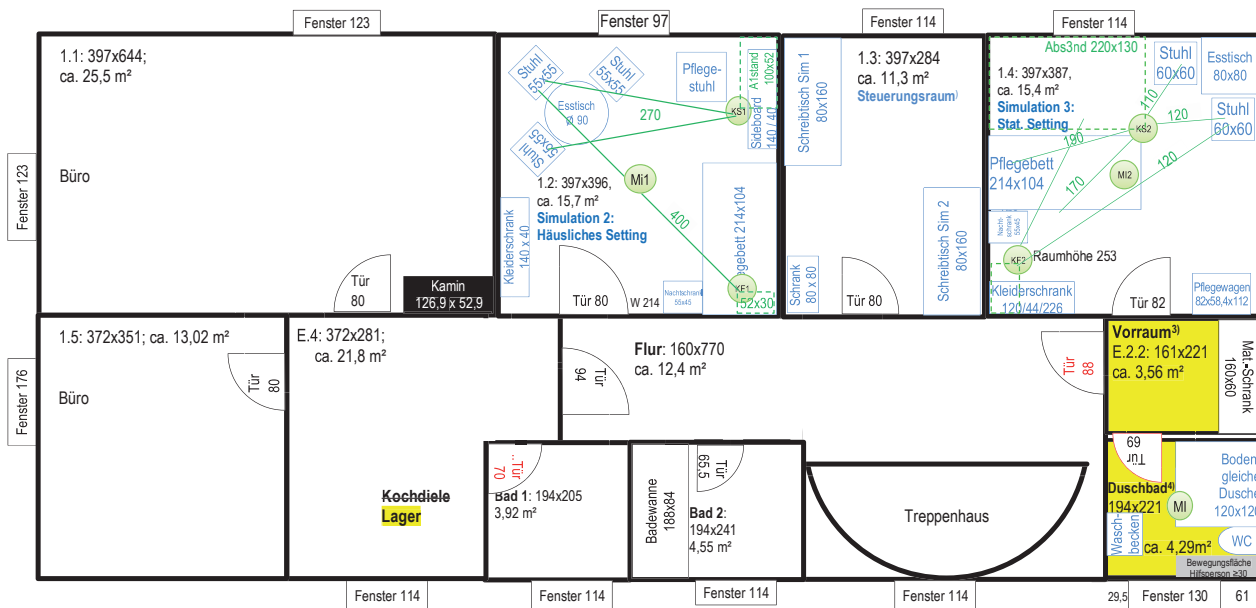 Fenster 123
Fenster 97
Fenster 114
Fenster 114
1.1: 397x644;
ca. 25,5 m²
Büro
Fenster 123
Tür
80
Kamin
126,9 x 52,9
Stuhl
55x55
Stuhl
55x55
Esstisch
Ø 90
Stuhl
55x55
270
400
Pflege-
stuhl
A1stand
100x52
Sideboard
140 / 40
KS1
Mi1
1.2: 397x396,
ca. 15,7 m²
Simulation 2:
Häusliches Setting
Kleiderschrank
140 x 40
Tür 80
W 214
Nachtschrank
55x45
egebett 214x104
KF1
52x30
1.3: 397x284
ca. 11,3 m²
Steuerungsraum⁾
Schreibtisch Sim 1
80x160
Schreibtisch Sim 2
80x160
Schrank
80 x 80
Tür 80
Abs3nd 220x130
1.4: 397x387,
ca. 15,4 m²
Simulation 3:
Stat. Setting
Stuhl
60x60
Esstisch
80x80
Stuhl
60x60
110
120
120
190
170
KS2
MI2
Pflegebett
214x104
Nacht-
schrank
55x45
KF2
Raumhöhe 253
Kleiderschrank
120/44/226
Tür 82
Pflegewagen
82x58,4x112
1.5: 372x351; ca. 13,02 m²
Büro
Fenster 176
Tür
80
E.4: 372x281;
ca. 21,8 m²
Kochdiele
Lager
Tür
94
Flur: 160x770
ca. 12,4 m²
Tür
88
Vorraum³⁾
E.2.2: 161x221
ca. 3,56 m²
Mat.-Schrank
160x60
..Tür
70
Bad 1: 194x205
3,92 m²
Badewanne
188x84
Tür
65,5
Bad 2:
194x241
4,55 m²
Treppenhaus
Tür
69
Duschbad⁴⁾
194x221
ca. 4,29m²
Wasch-
becken
MI
Boden
gleiche
Dusche
120x120
WC
Bewegungsfläche
Hilfsperson ≥30
Fenster 114
Fenster 114
Fenster 114
Fenster 114
29,5
Fenster 130
61